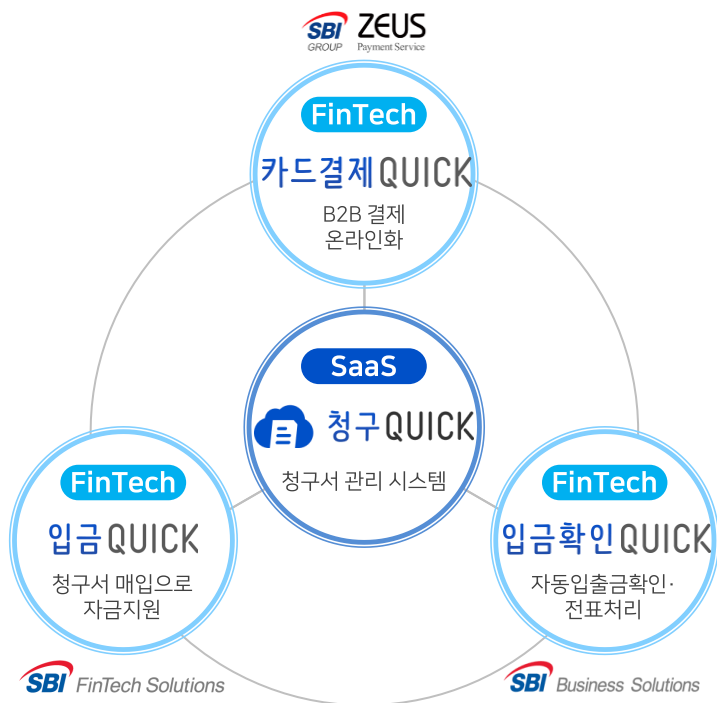 SBI GROUP ZEUS Payment Service
FinTech
카드결제QUICK
B2B 결제
온라인화
SaaS
청구QUICK
청구서 관리 시스템
FinTech
입금QUICK
청구서 매입으로
자금지원
SBI FinTech Solutions
FinTech
입금확인QUICK
자동입출금확인·
전표처리
SBI Business Solutions